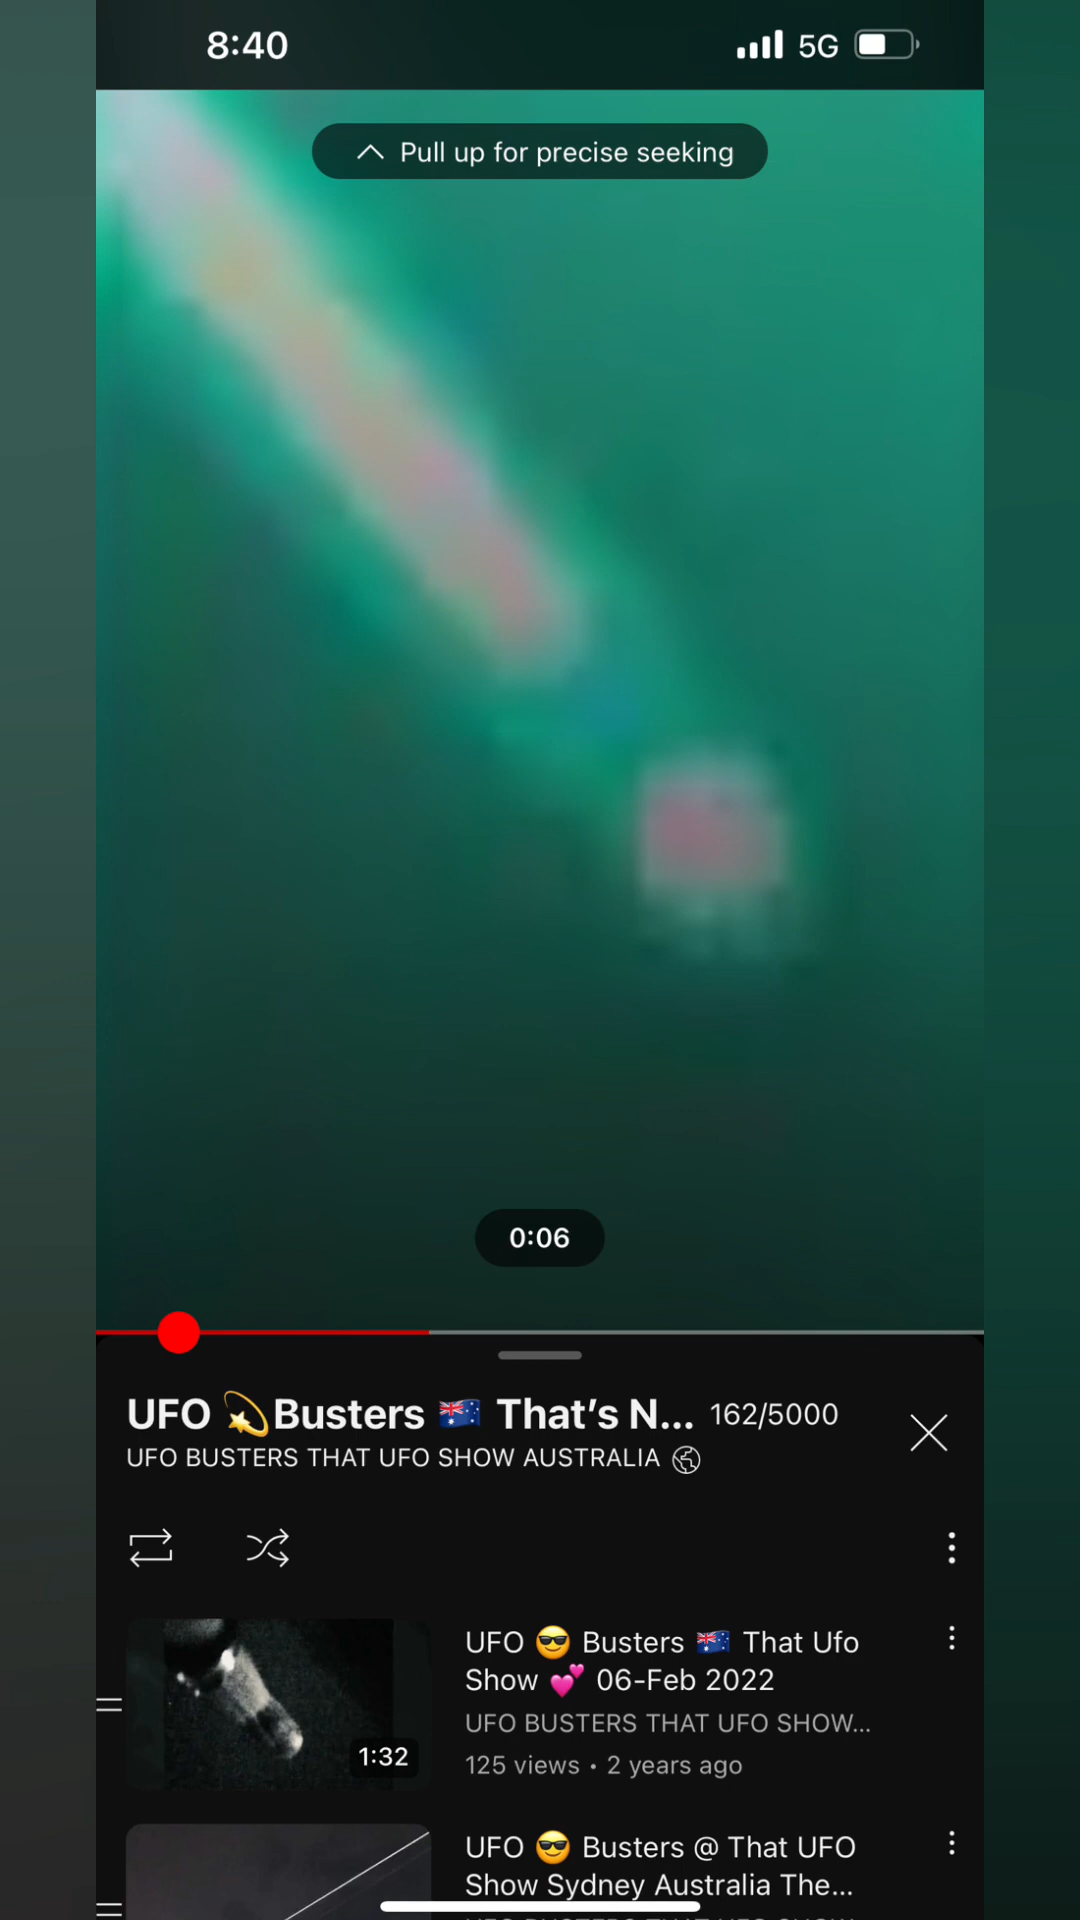 8:40 5G
Pull up for precise seeking
0:06
UFO 💫Busters 🇦🇺 That’s N... 162/5000
UFO BUSTERS THAT UFO SHOW AUSTRALIA
UFO 😎 Busters 🇦🇺 That Ufo
Show 💕 06-Feb 2022
UFO BUSTERS THAT UFO SHOW...
125 views • 2 years ago
1:32
UFO 😎 Busters @ That UFO
Show Sydney Australia The...